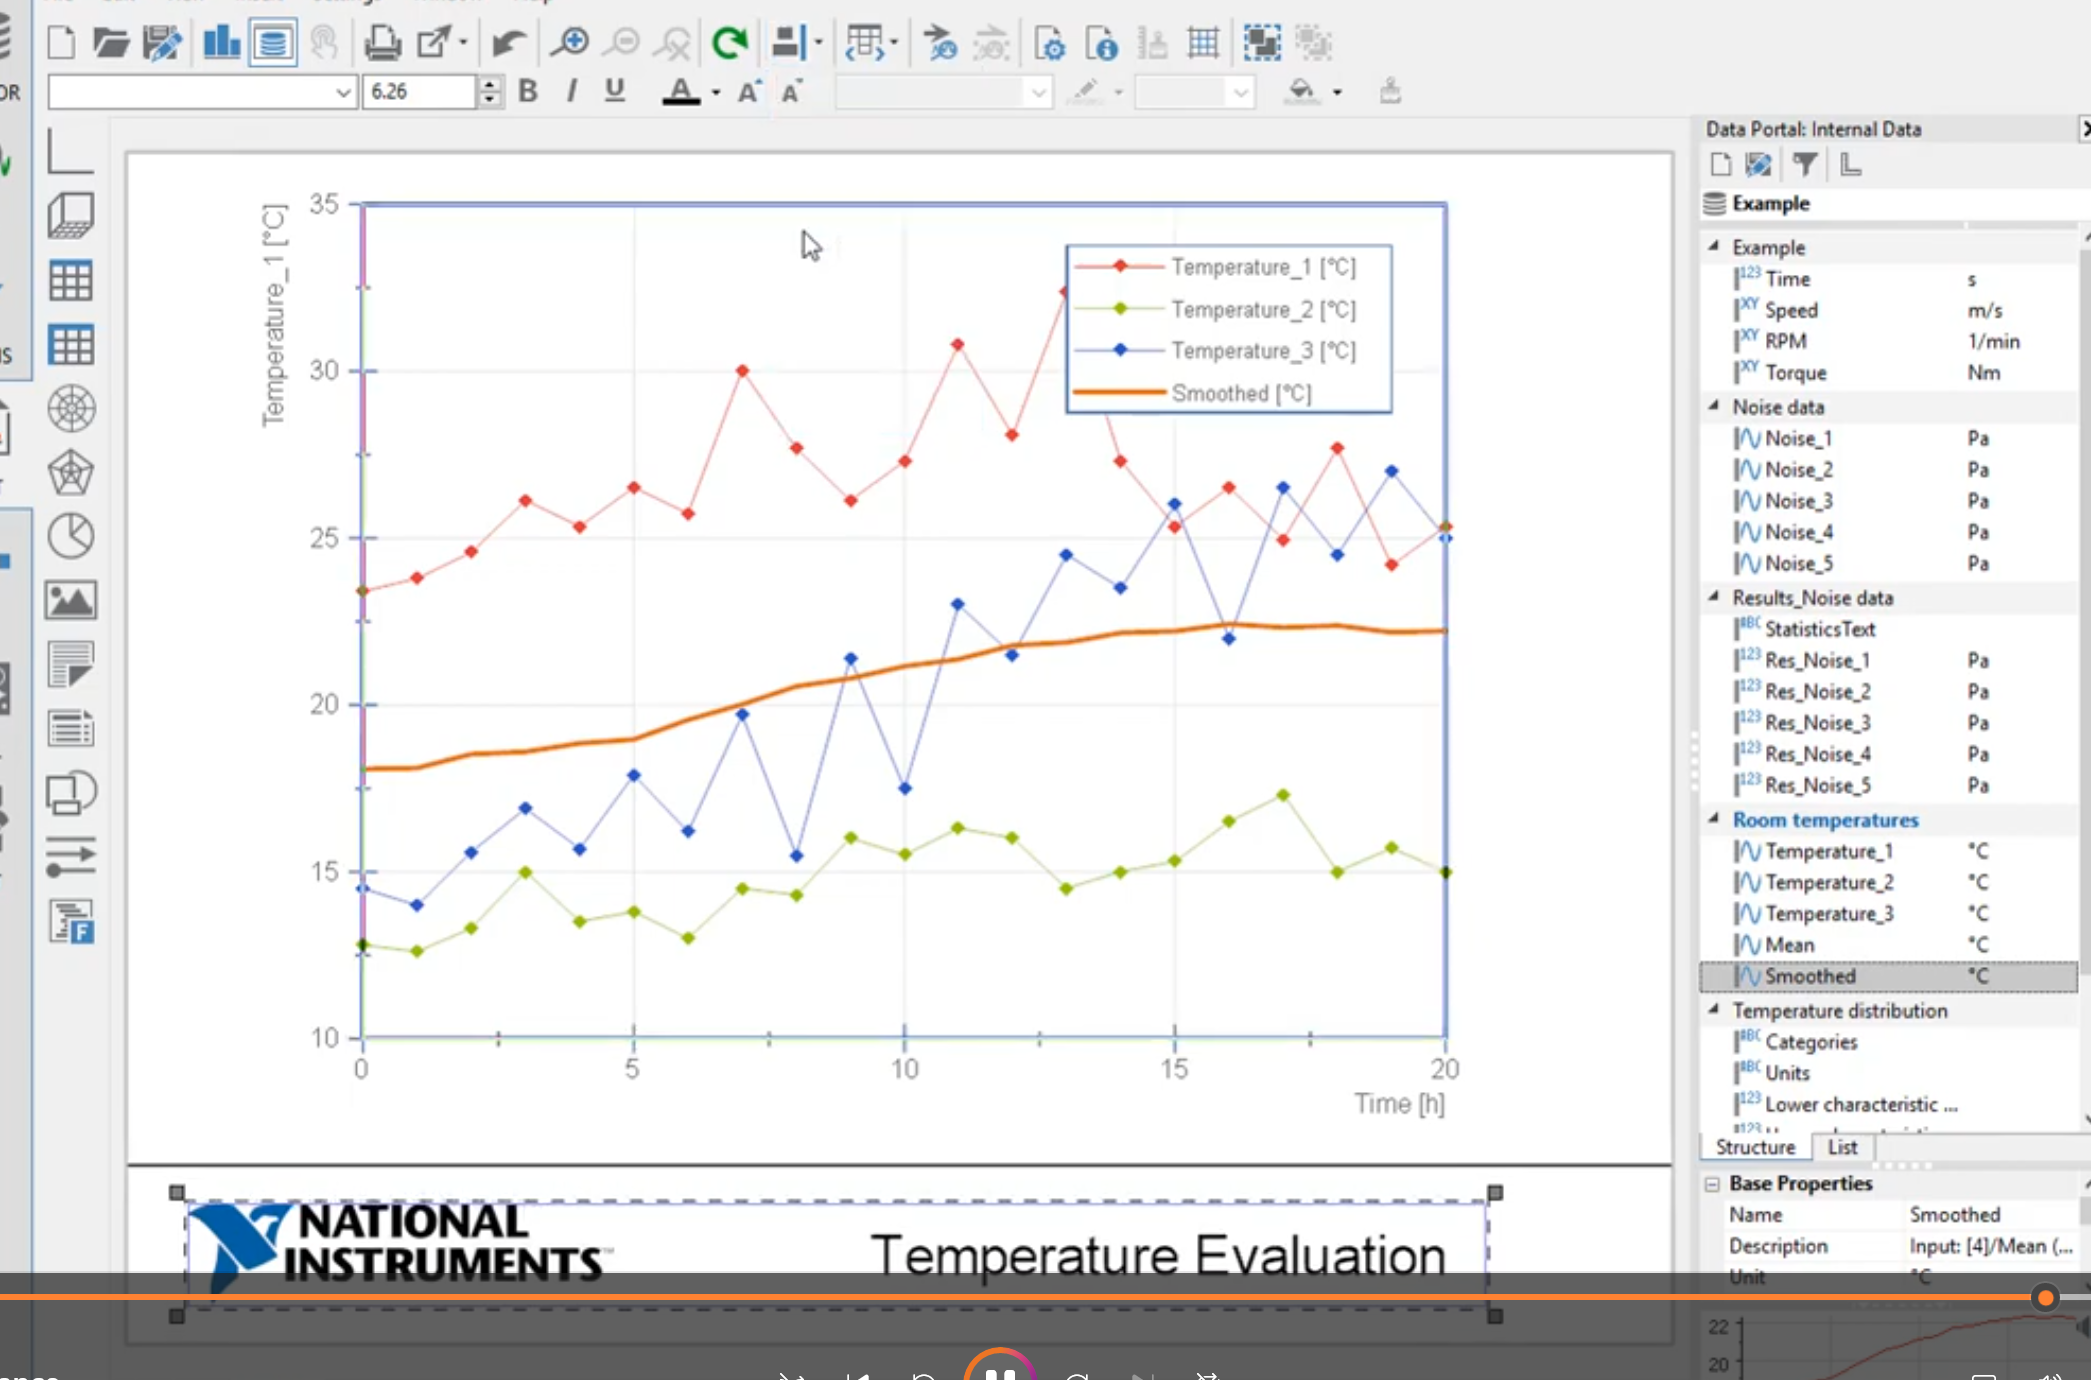 OR
6.26
B I U A A A
Data Portal: Internal Data
Example
Example
Time s
Speed m/s
RPM 1/min
Torque Nm
Noise data
Noise_1 Pa
Noise_2 Pa
Noise_3 Pa
Noise_4 Pa
Noise_5 Pa
Results_Noise data
StatisticsText
Res_Noise_1 Pa
Res_Noise_2 Pa
Res_Noise_3 Pa
Res_Noise_4 Pa
Res_Noise_5 Pa
Room temperatures
Temperature_1 °C
Temperature_2 °C
Temperature_3 °C
Mean °C
Smoothed °C
Temperature distribution
Categories
Units
Lower characteristic ...
Structure List
Base Properties
Name Smoothed
Description Input: [4]/Mean (...
Unit °C
22
20
Temperature_1 [°C]
35
30
25
20
15
10
0 5 10 15 20
Time [h]
Temperature_1 [°C]
Temperature_2 [°C]
Temperature_3 [°C]
Smoothed [°C]
NATIONAL
INSTRUMENTS™
Temperature Evaluation